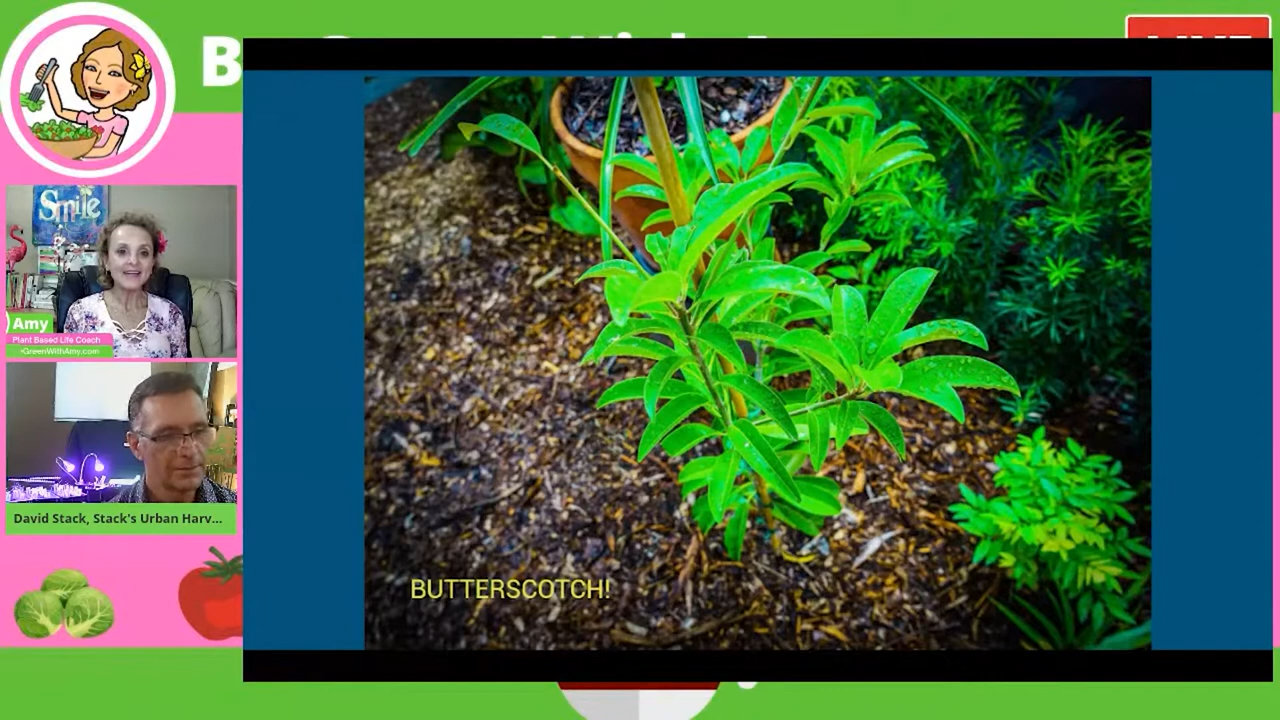 Smile
Amy
Plant Based Life Coach
GreenWithAmy.com
David Stack, Stack's Urban Harv...
BUTTERSCOTCH!